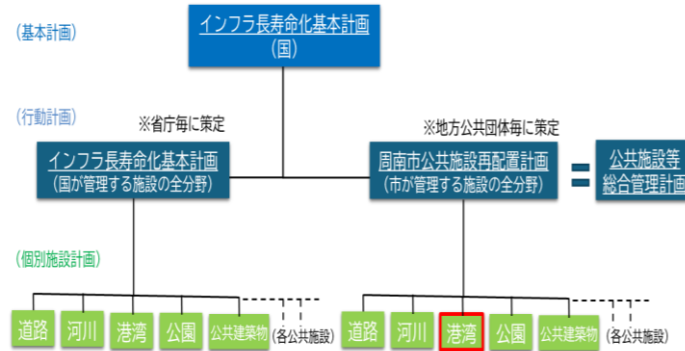 (基本計画)
インフラ長寿命化基本計画
(国)
(行動計画)
※省庁毎に策定
※地方公共団体毎に策定
インフラ長寿命化基本計画
(国が管理する施設の全分野)
周南市公共施設再配置計画
(市が管理する施設の全分野)
=
公共施設等
総合管理計画
(個別施設計画)
道路
河川
港湾
公園
公共建築物
(各公共施設)
道路
河川
港湾
公園
公共建築物
(各公共施設)